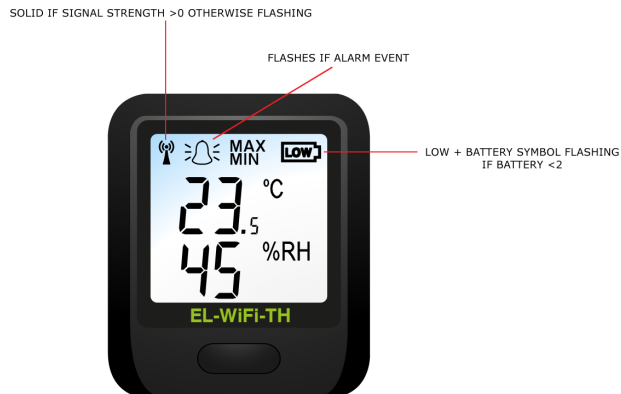 SOLID IF SIGNAL STRENGTH >0 OTHERWISE FLASHING
FLASHES IF ALARM EVENT
MAX
MIN
LOW
LOW + BATTERY SYMBOL FLASHING
IF BATTERY <2
23.5 °C
45 %RH
EL-WiFi-TH